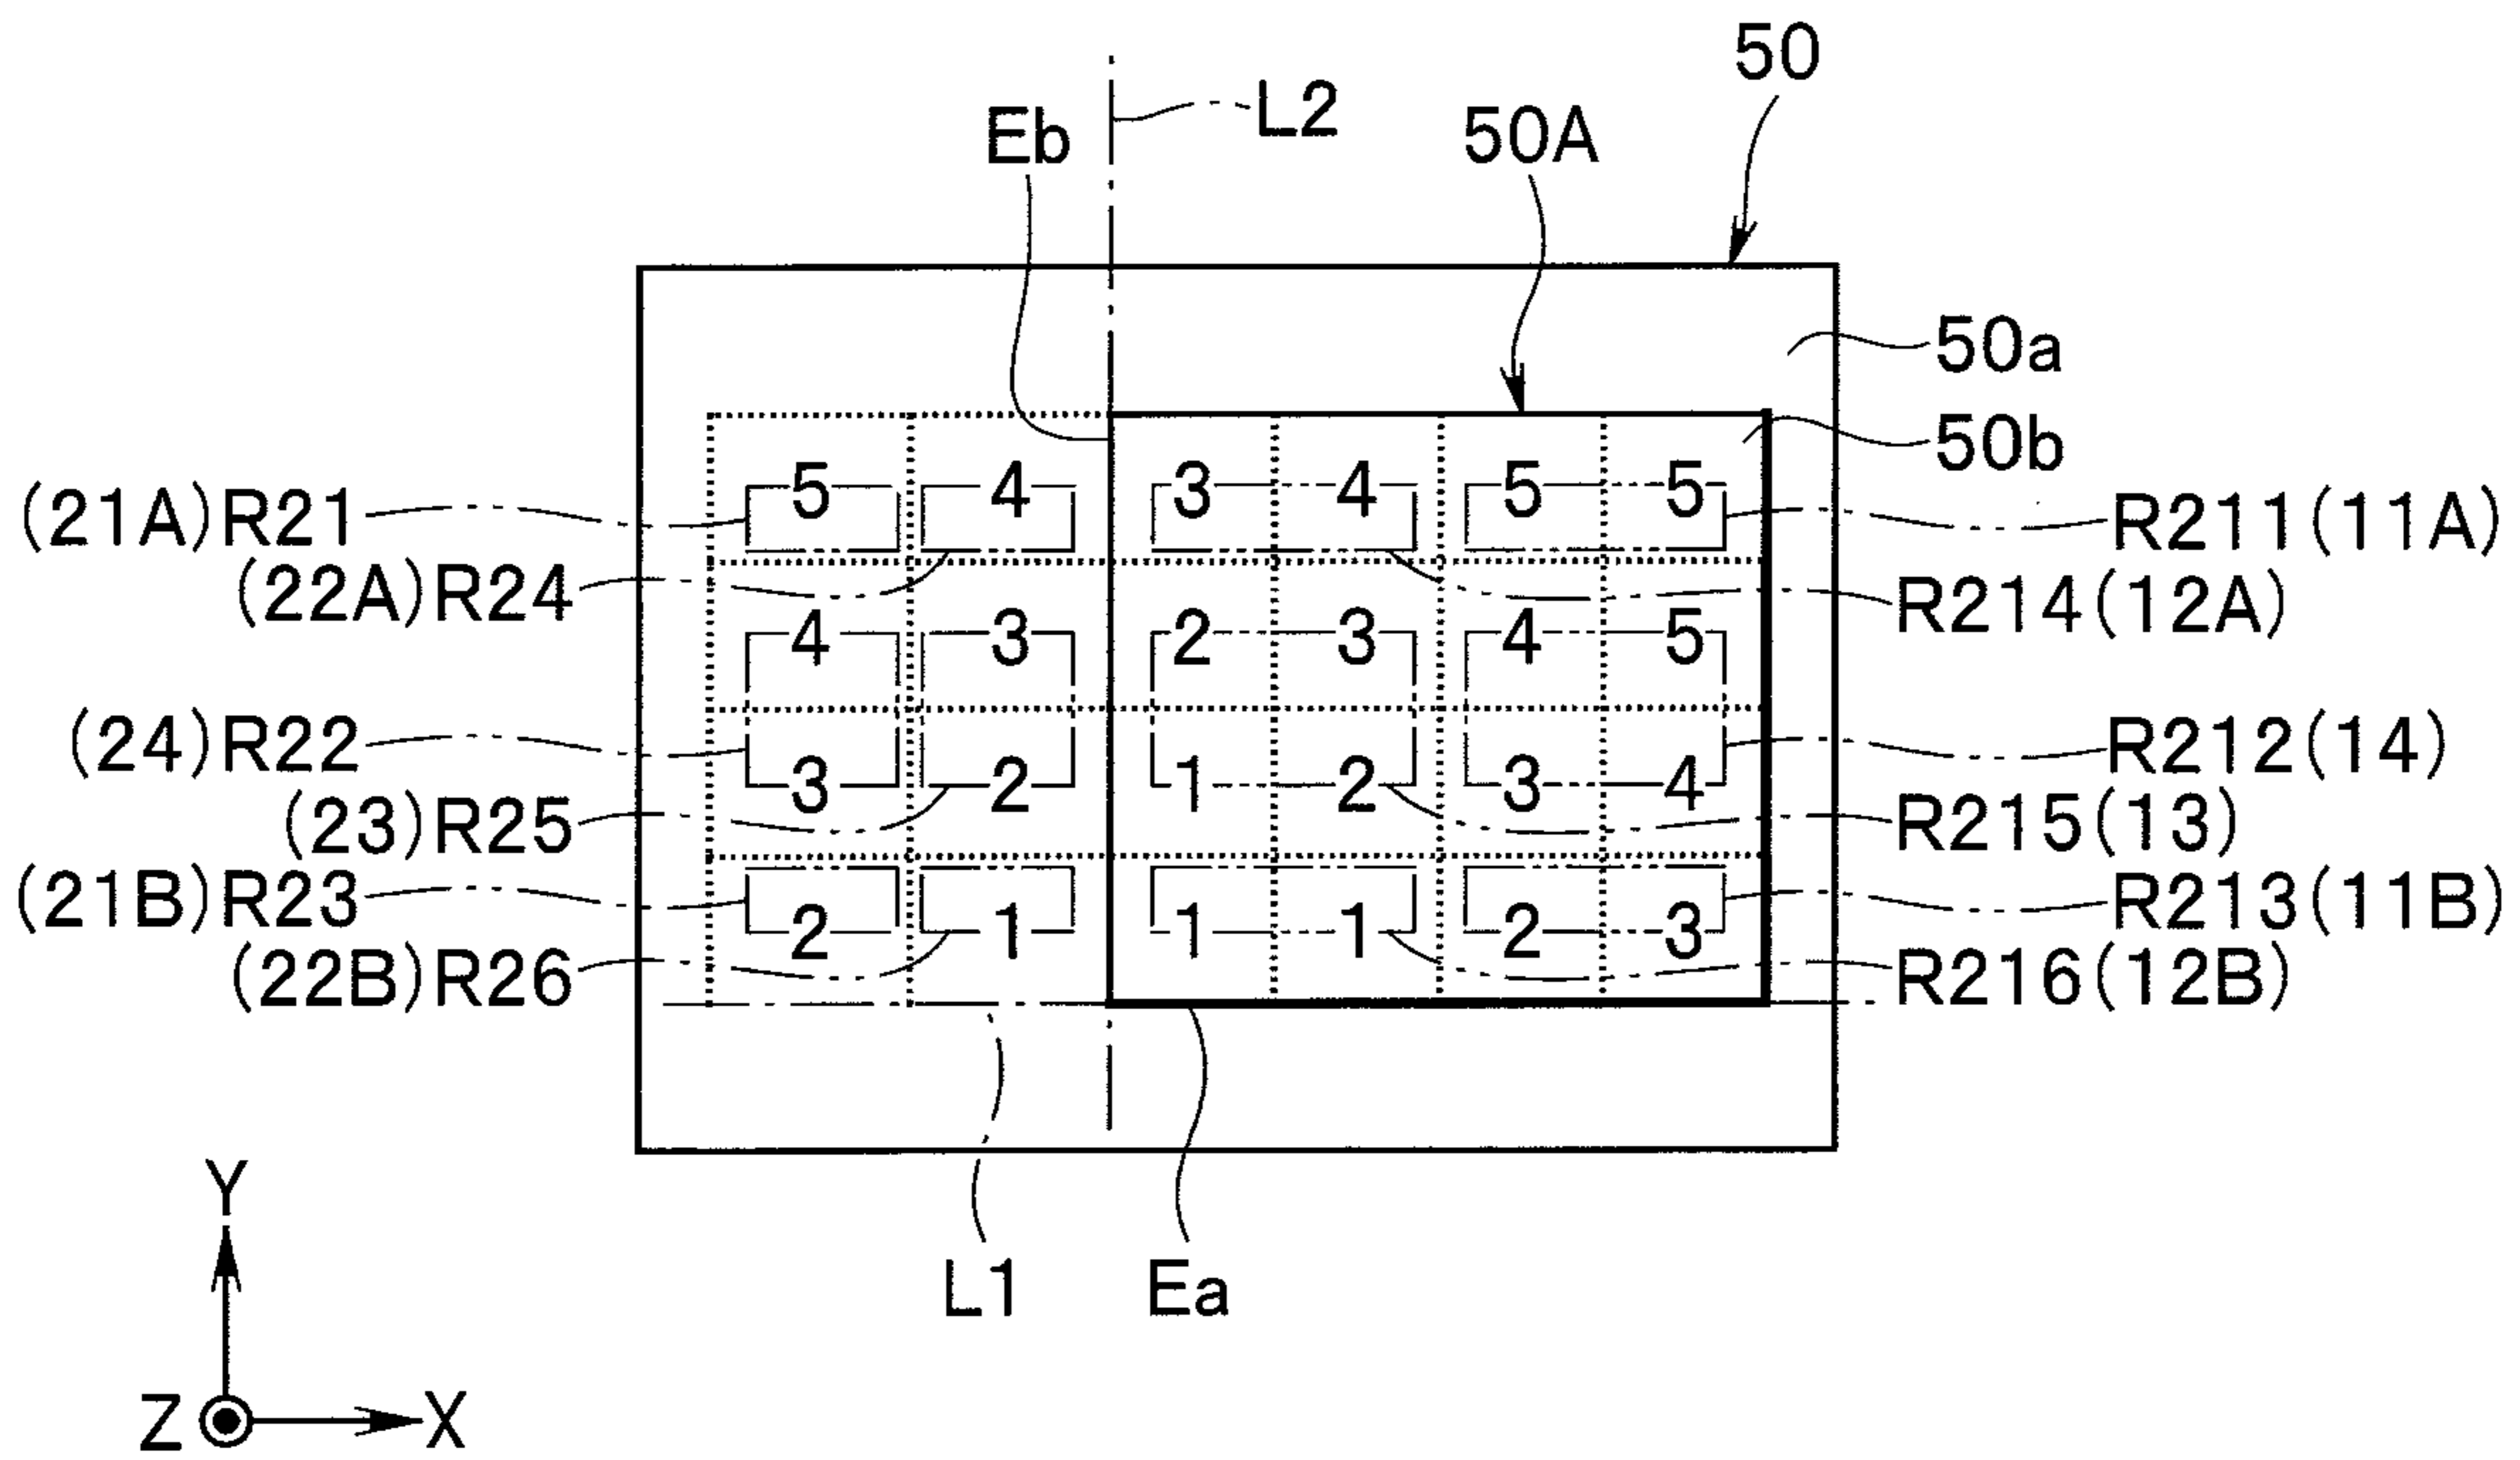 50
L2
Eb
50A
50a
50b
5 4 3 4 5 5
(21A)R21
R211(11A)
(22A)R24
R214(12A)
4 3 2 3 4 5
(24)R22
R212(14)
3 2 1 2 3 4
(23)R25
R215(13)
(21B)R23
R213(11B)
2 1 1 1 2 3
(22B)R26
R216(12B)
Y
L1
Ea
Z
X